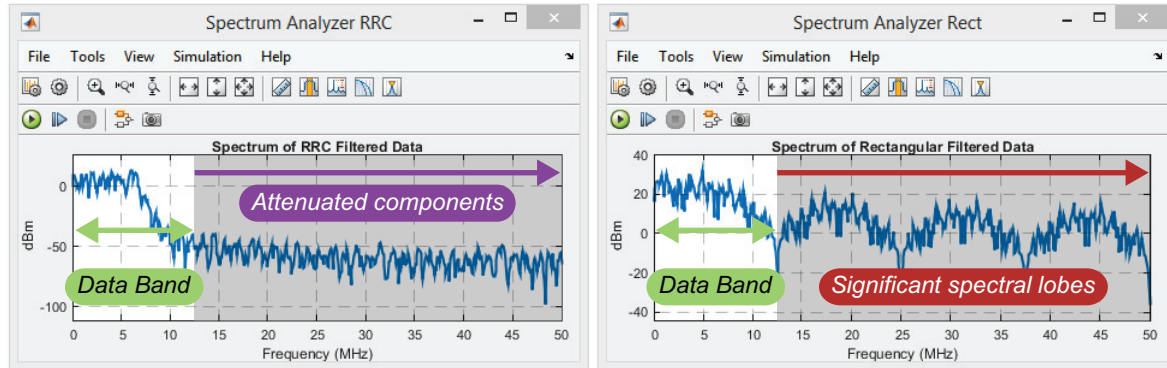 Spectrum Analyzer RRC
File Tools View Simulation Help
Spectrum of RRC Filtered Data
Attenuated components
Data Band
dBm
0
-50
-100
0 5 10 15 20 25 30 35 40 45 50
Frequency (MHz)
Spectrum Analyzer Rect
File Tools View Simulation Help
Spectrum of Rectangular Filtered Data
Data Band
Significant spectral lobes
dBm
40
20
0
-20
-40
0 5 10 15 20 25 30 35 40 45 50
Frequency (MHz)